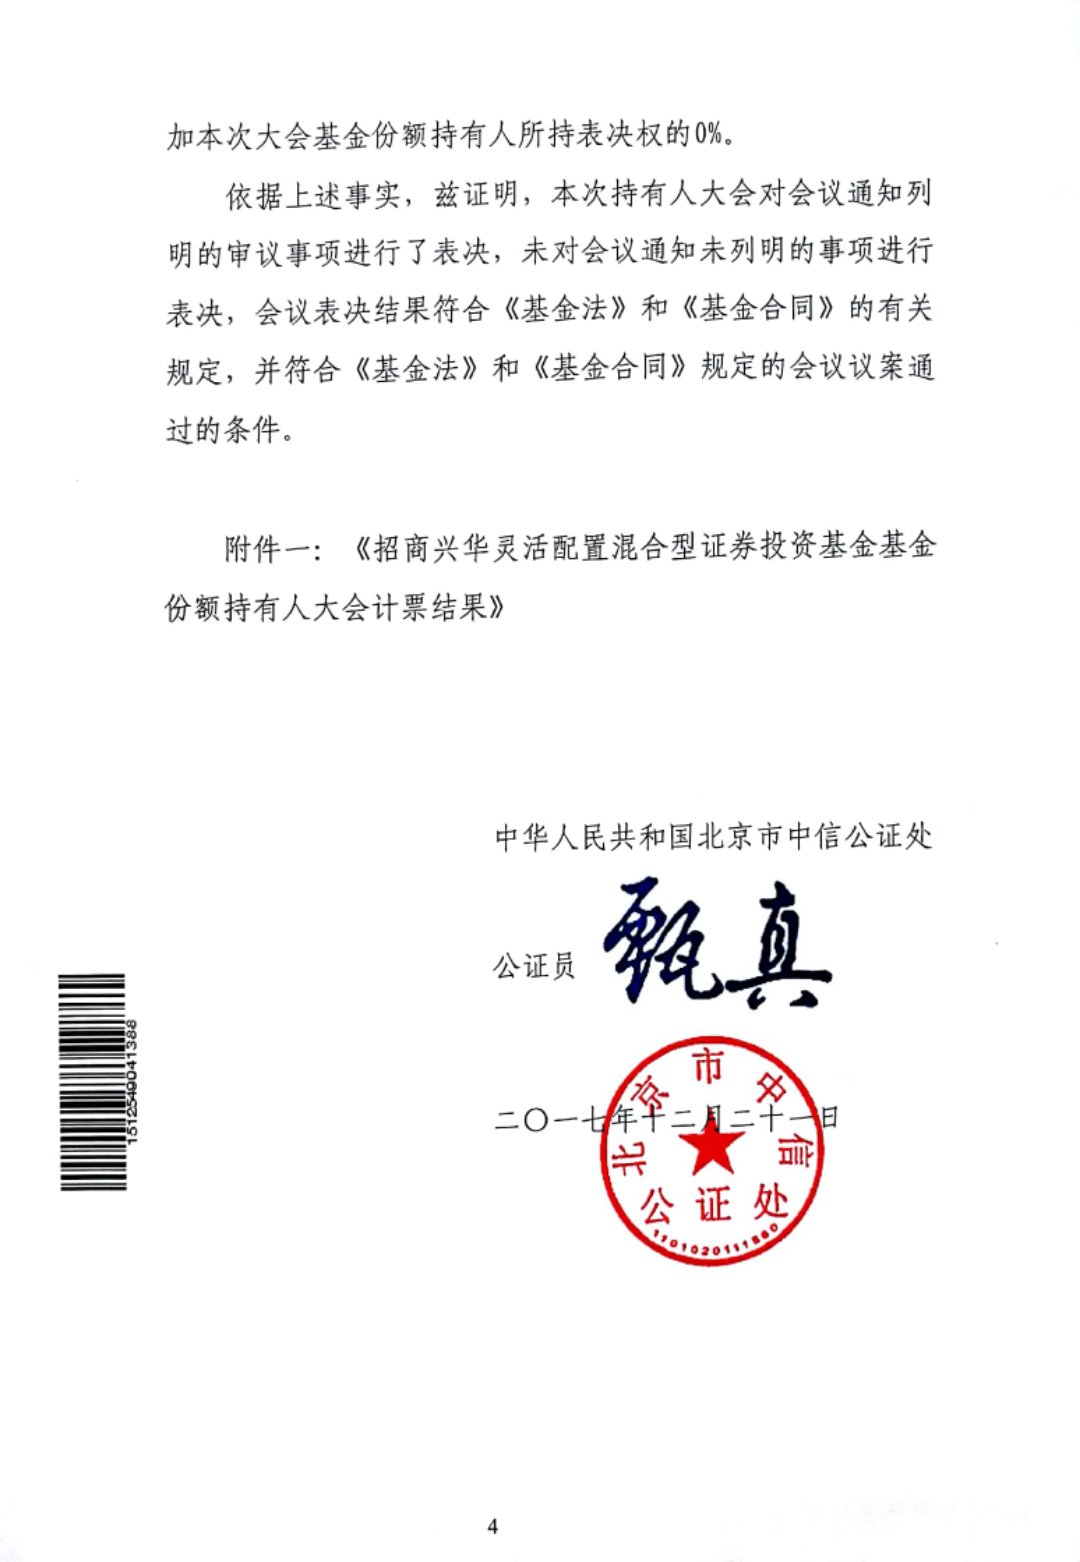 加本次大会基金份额持有人所持表决权的0%。
依据上述事实，兹证明，本次持有人大会对会议通知列
明的审议事项进行了表决，未对会议通知未列明的事项进行
表决，会议表决结果符合《基金法》和《基金合同》的有关
规定，并符合《基金法》和《基金合同》规定的会议议案通
过的条件。
附件一：《招商兴华灵活配置混合型证券投资基金基金
份额持有人大会计票结果》
中华人民共和国北京市中信公证处
公证员 甄真
二〇一七年十二月二十一日
北京市中信
公证处
1512549041388
4